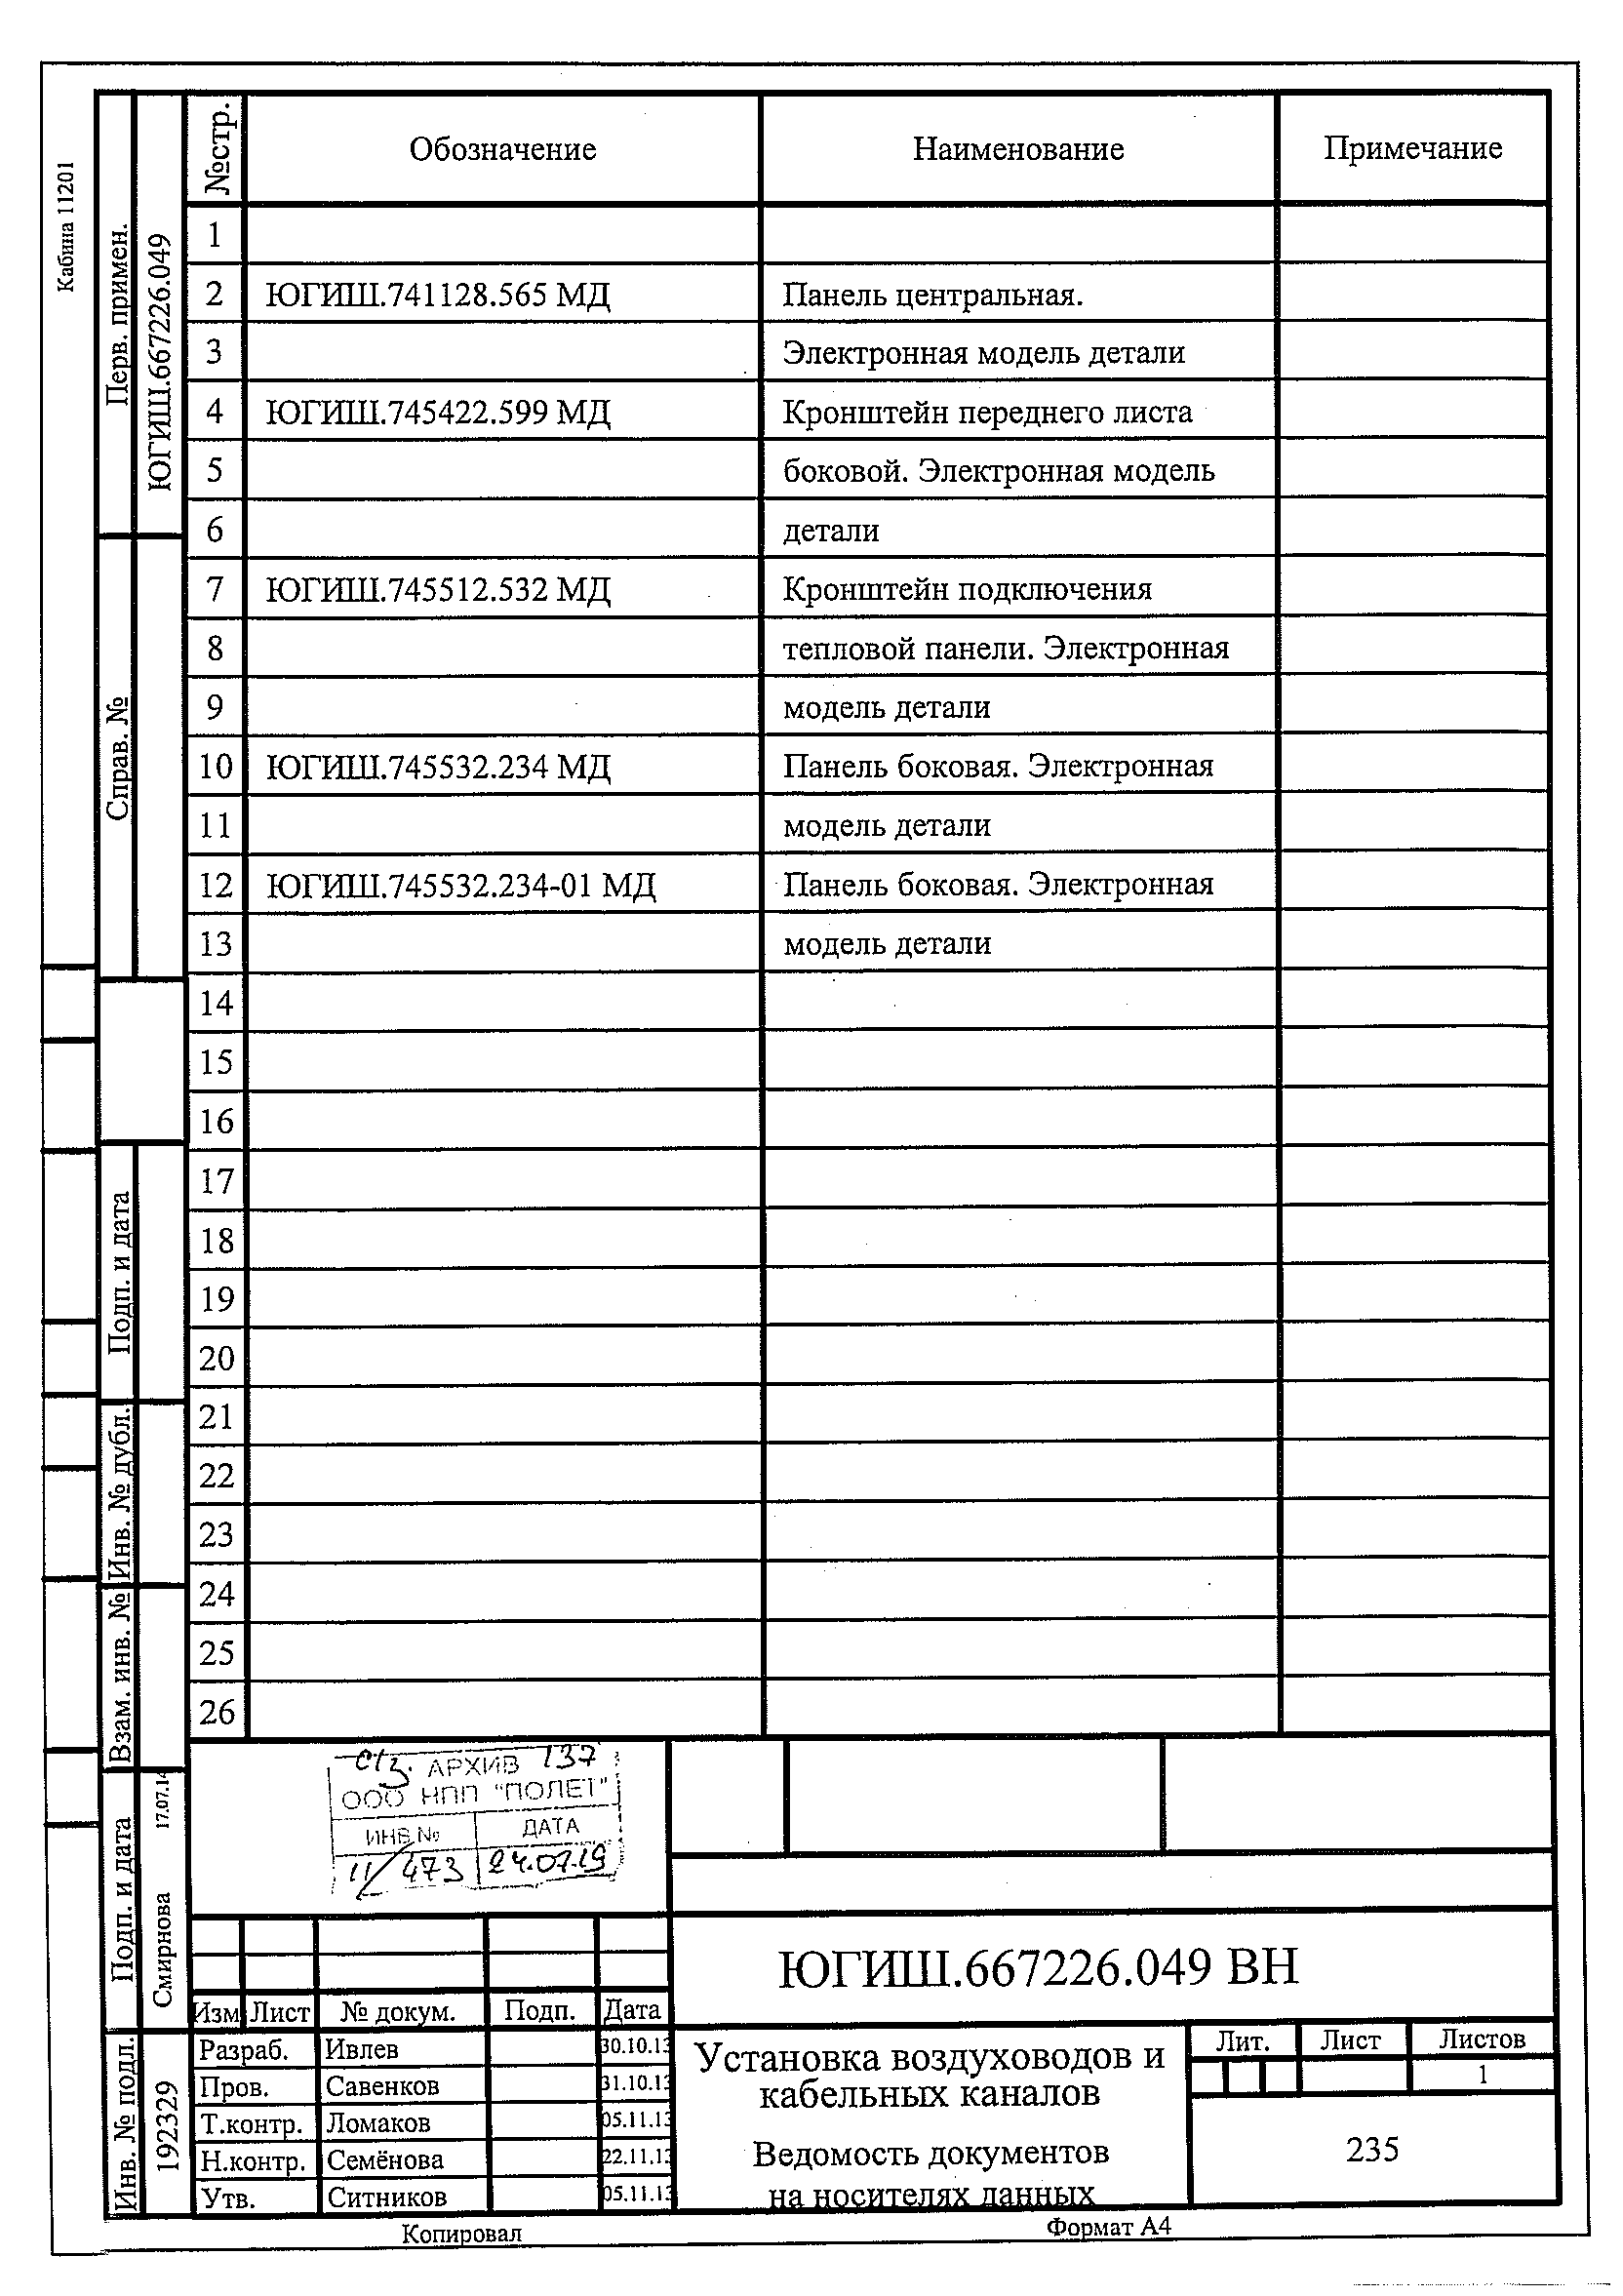 Кабина 11201
Перв. примен.
ЮГИШ.667226.049
Справ. №
Подп. и дата
Инв. № дубл.
Взам. инв. №
Подп. и дата
Смирнова 17.07.14
Инв. № подл.
192329
№стр. Обозначение Наименование Примечание
1
2 ЮГИШ.741128.565 МД Панель центральная.
3 Электронная модель детали
4 ЮГИШ.745422.599 МД Кронштейн переднего листа
5 боковой. Электронная модель
6 детали
7 ЮГИШ.745512.532 МД Кронштейн подключения
8 тепловой панели. Электронная
9 модель детали
10 ЮГИШ.745532.234 МД Панель боковая. Электронная
11 модель детали
12 ЮГИШ.745532.234-01 МД Панель боковая. Электронная
13 модель детали
14
15
16
17
18
19
20
21
22
23
24
25
26
АРХИВ 137
ООО НПП "ПОЛЕТ"
ИНВ.№ ДАТА
11/473 24.07.19
ЮГИШ.667226.049 ВН
Изм Лист № докум. Подп. Дата
Разраб. Ивлев 30.10.13
Пров. Савенков 31.10.13
Т.контр. Ломаков 05.11.13
Н.контр. Семёнова 22.11.13
Утв. Ситников 05.11.13
Установка воздуховодов и
кабельных каналов
Ведомость документов
на носителях данных
Лит. Лист Листов
1
235
Копировал Формат А4